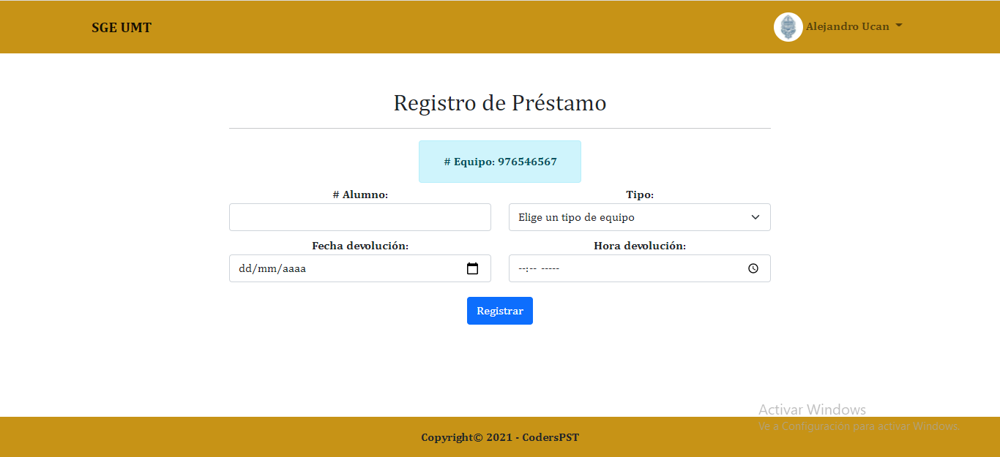 SGE UMT
Alejandro Ucan
Registro de Préstamo
# Equipo: 976546567
# Alumno:
Tipo:
Elige un tipo de equipo
Fecha devolución:
Hora devolución:
dd/mm/aaaa
--:-- -----
Registrar
Activar Windows
Ve a Configuración para activar Windows.
Copyright© 2021 - CodersPST